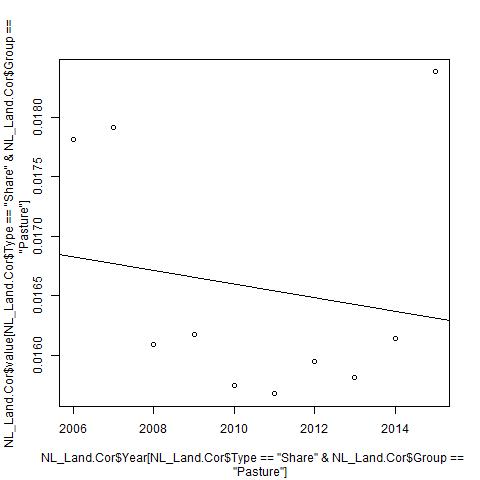 NL_Land.Cor$value[NL_Land.Cor$Type == "Share" & NL_Land.Cor$Group ==
"Pasture"]
0.0180
0.0175
0.0170
0.0165
0.0160
2006 2008 2010 2012 2014
NL_Land.Cor$Year[NL_Land.Cor$Type == "Share" & NL_Land.Cor$Group ==
"Pasture"]